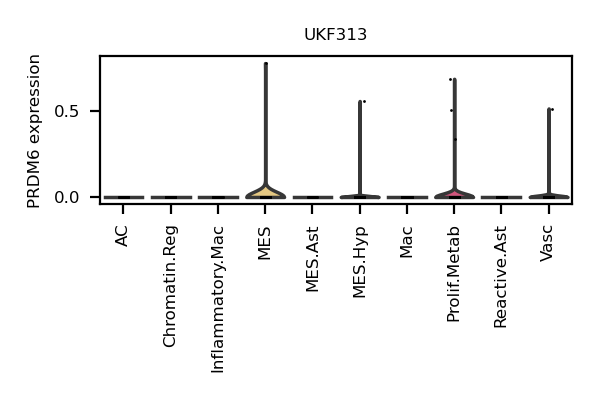 UKF313
PRDM6 expression
0.5
0.0
AC
Chromatin.Reg
Inflammatory.Mac
MES
MES.Ast
MES.Hyp
Mac
Prolif.Metab
Reactive.Ast
Vasc